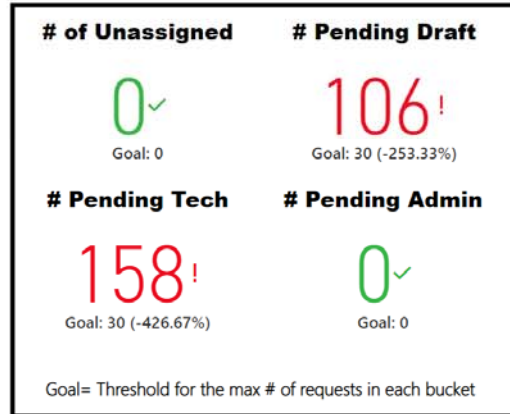 # of Unassigned # Pending Draft
0 106!
Goal: 0 Goal: 30 (-253.33%)
# Pending Tech # Pending Admin
158! 0
Goal: 30 (-426.67%) Goal: 0
Goal= Threshold for the max # of requests in each bucket